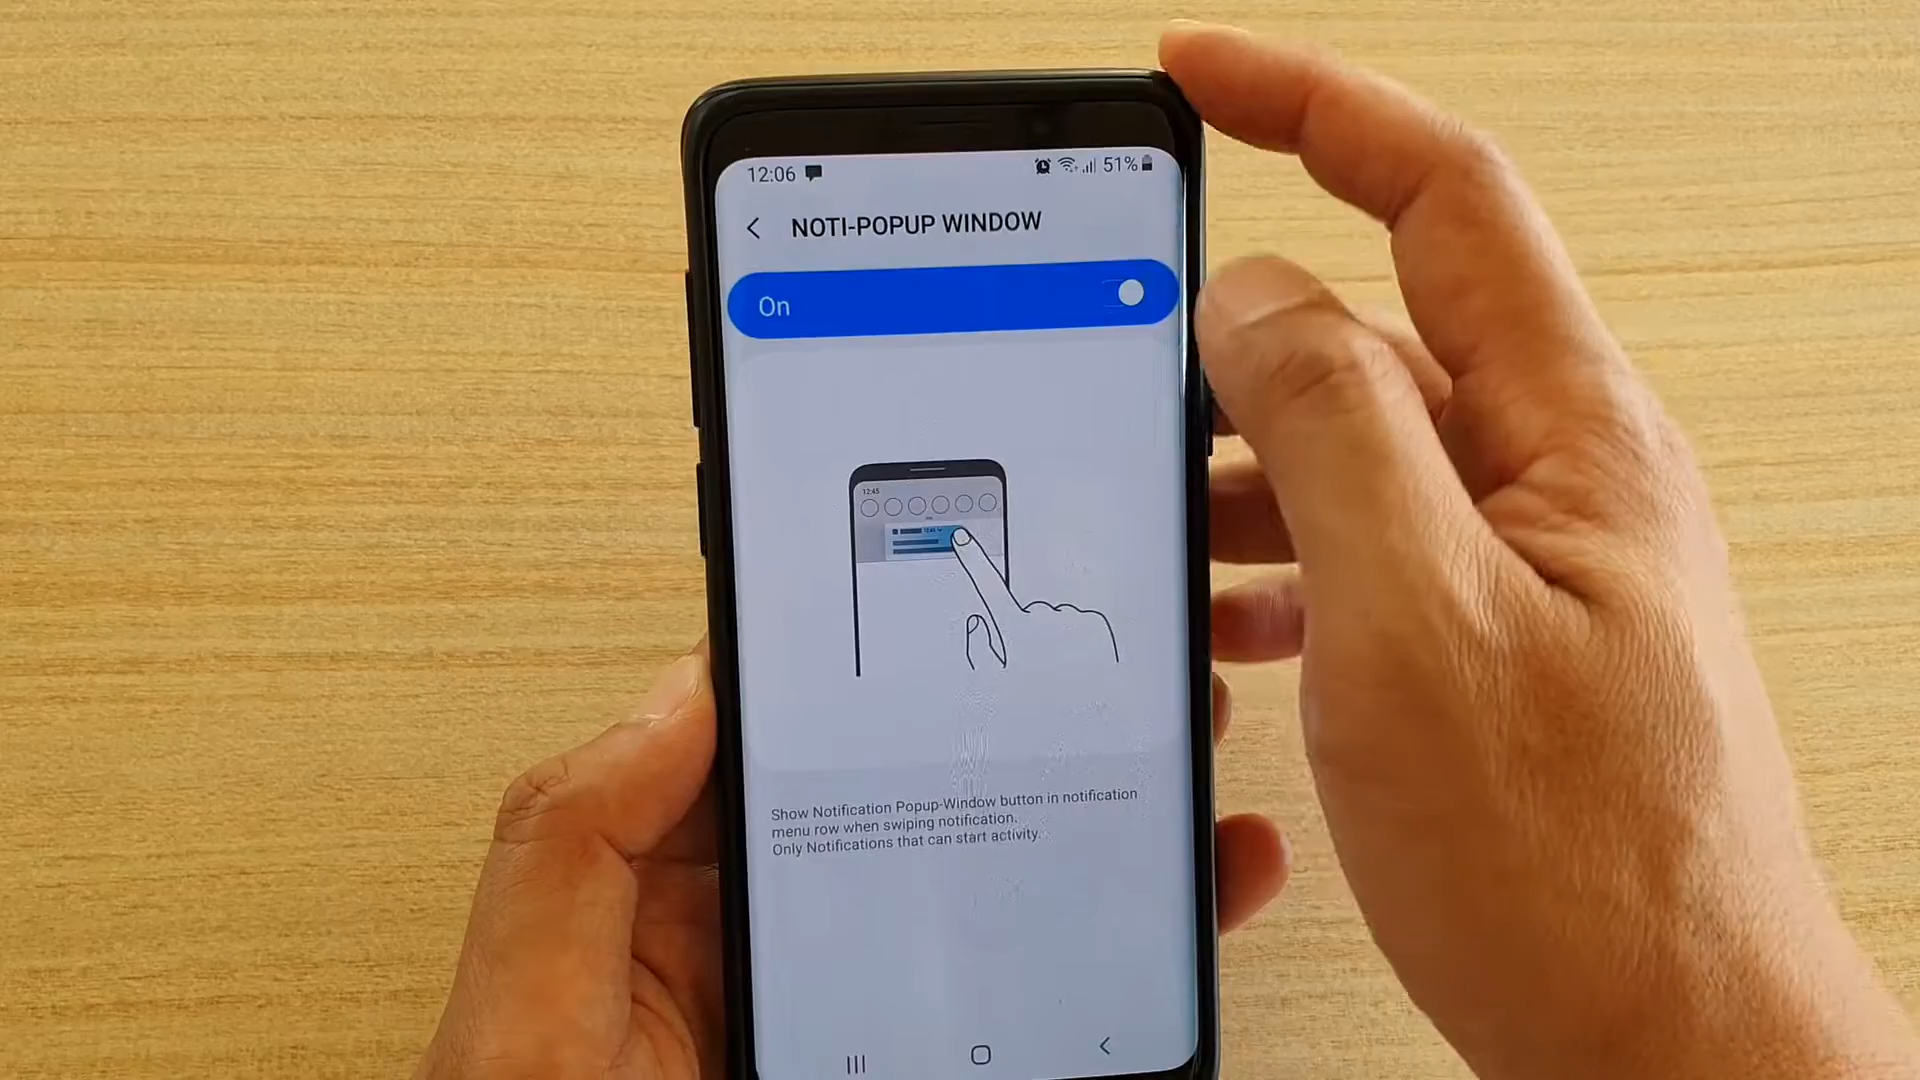 12:06
51%
NOTI-POPUP WINDOW
On
12:45
Show Notification Popup-Window button in notification
menu row when swiping notification.
Only Notifications that can start activity.